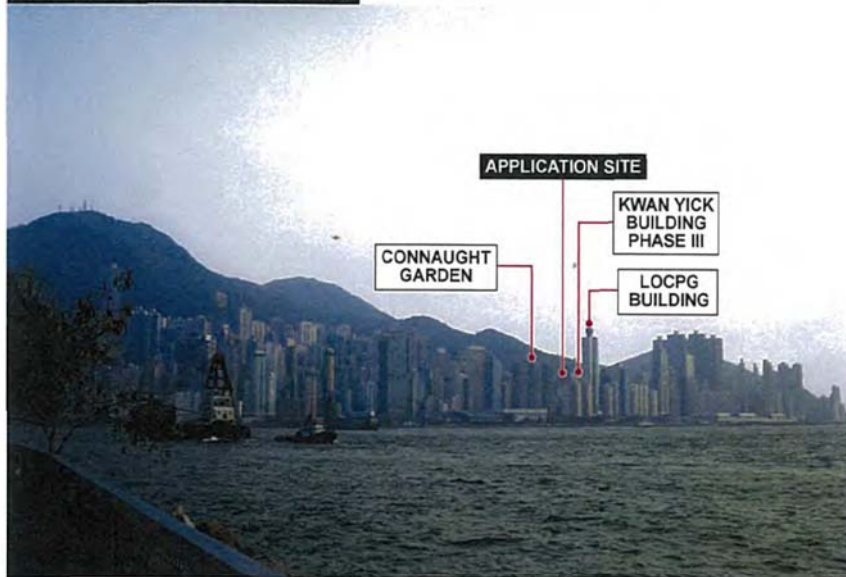 APPLICATION SITE
KWAN YICK
BUILDING
PHASE III
CONNAUGHT
GARDEN
LOCPG
BUILDING